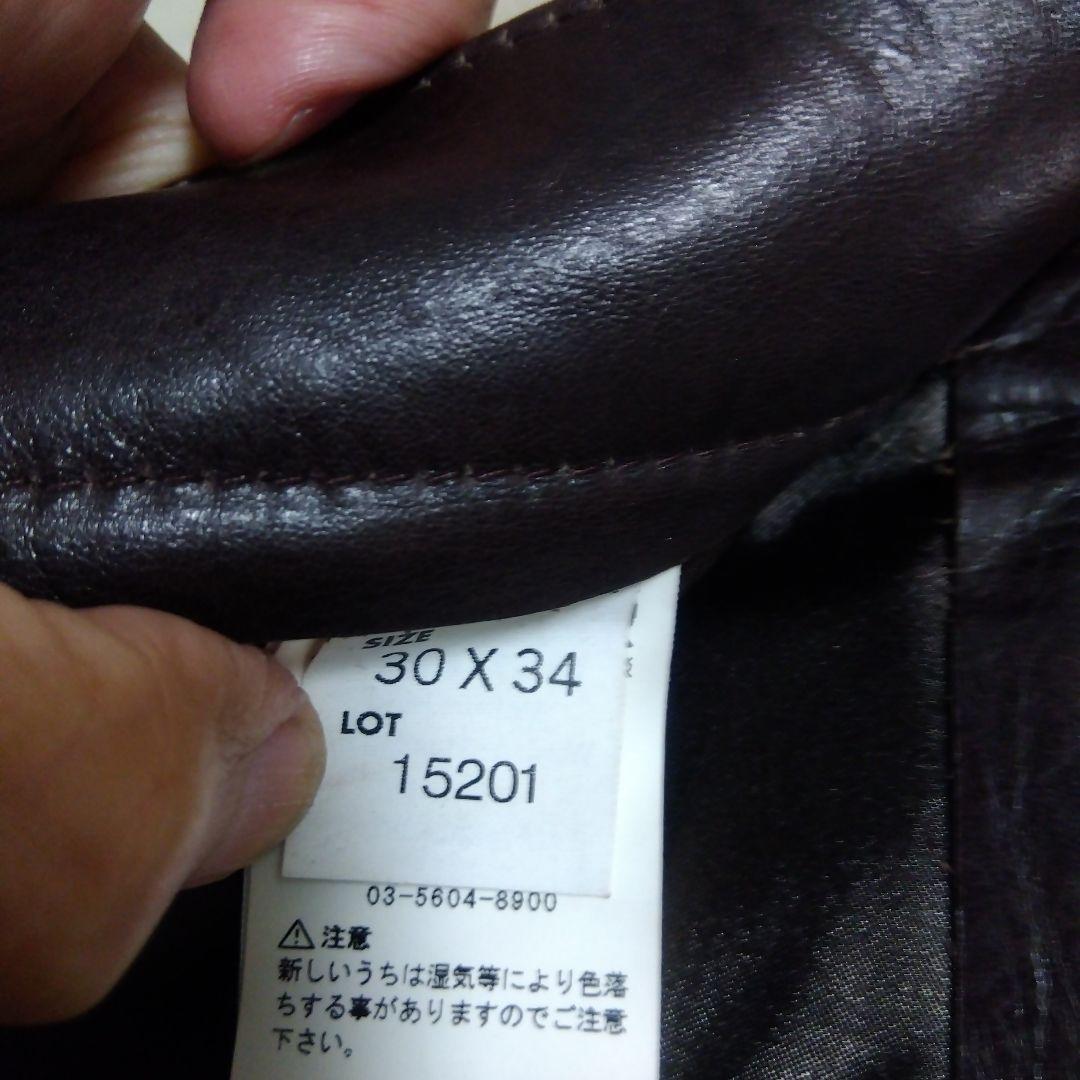 SIZE
30 X 34
LOT
15201
03-5604-8900
⚠ 注意
新しいうちは湿気等により色落
ちする事がありますのでご注意
下さい。